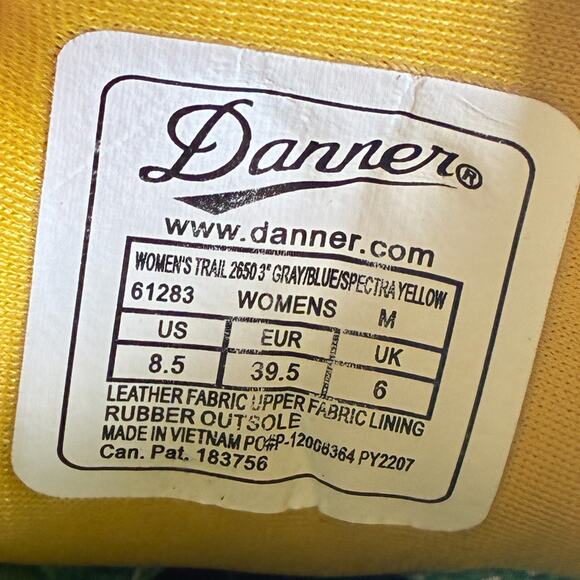 Danner®
www.danner.com
WOMEN'S TRAIL 2650 3" GRAY/BLUE/SPECTRA YELLOW
61283 WOMENS M
US EUR UK
8.5 39.5 6
LEATHER FABRIC UPPER FABRIC LINING
RUBBER OUTSOLE
MADE IN VIETNAM PO#P-12006364 PY2207
Can. Pat. 183756